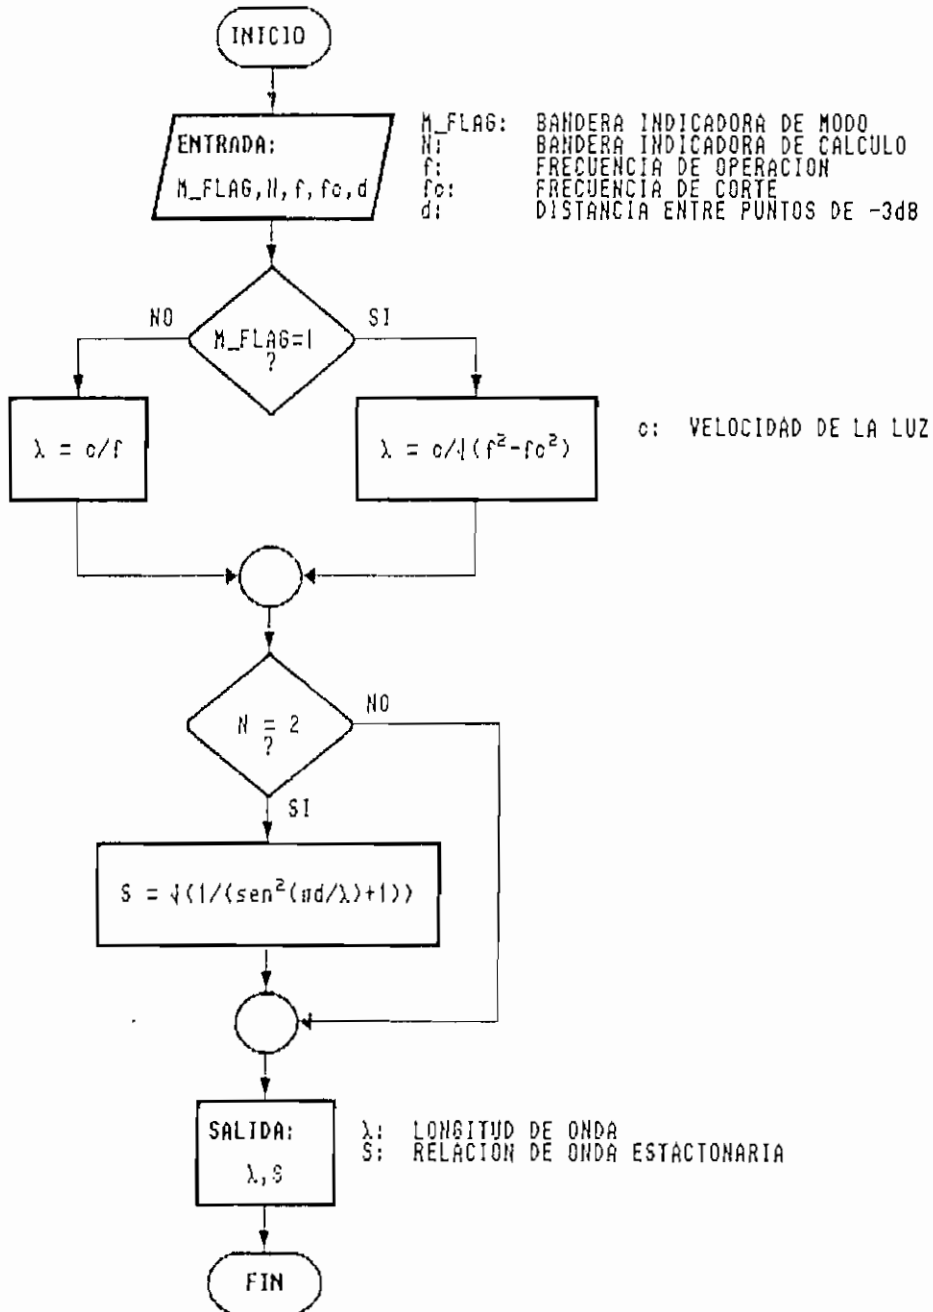 INICIO
ENTRADA:
M_FLAG,N,f,fc,d
M_FLAG: BANDERA INDICADORA DE MODO
N: BANDERA INDICADORA DE CALCULO
f: FRECUENCIA DE OPERACION
fc: FRECUENCIA DE CORTE
d: DISTANCIA ENTRE PUNTOS DE -3dB
NO
SI
M_FLAG=1
?
λ = c/f
λ = c/√(f²-fc²)
c: VELOCIDAD DE LA LUZ
N = 2
?
NO
SI
S = √(1/(sen²(πd/λ)+1))
SALIDA:
λ,S
λ: LONGITUD DE ONDA
S: RELACION DE ONDA ESTACTONARIA
FIN